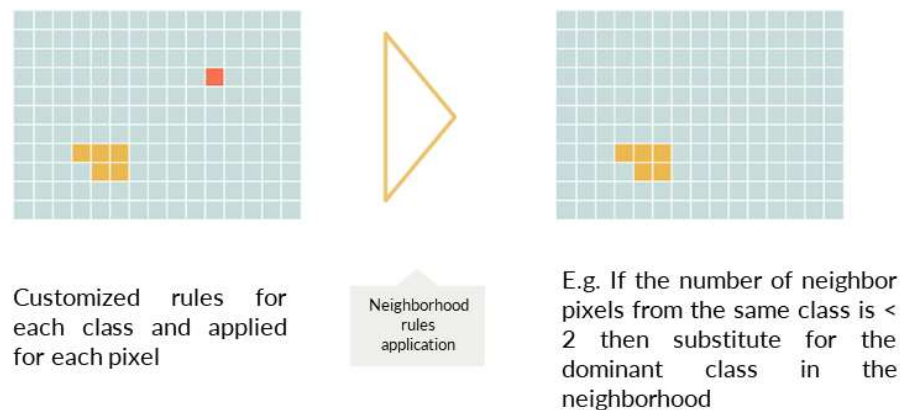 Customized rules for
each class and applied
for each pixel
Neighborhood
rules
application
E.g. If the number of neighbor
pixels from the same class is <
2 then substitute for the
dominant class in the
neighborhood